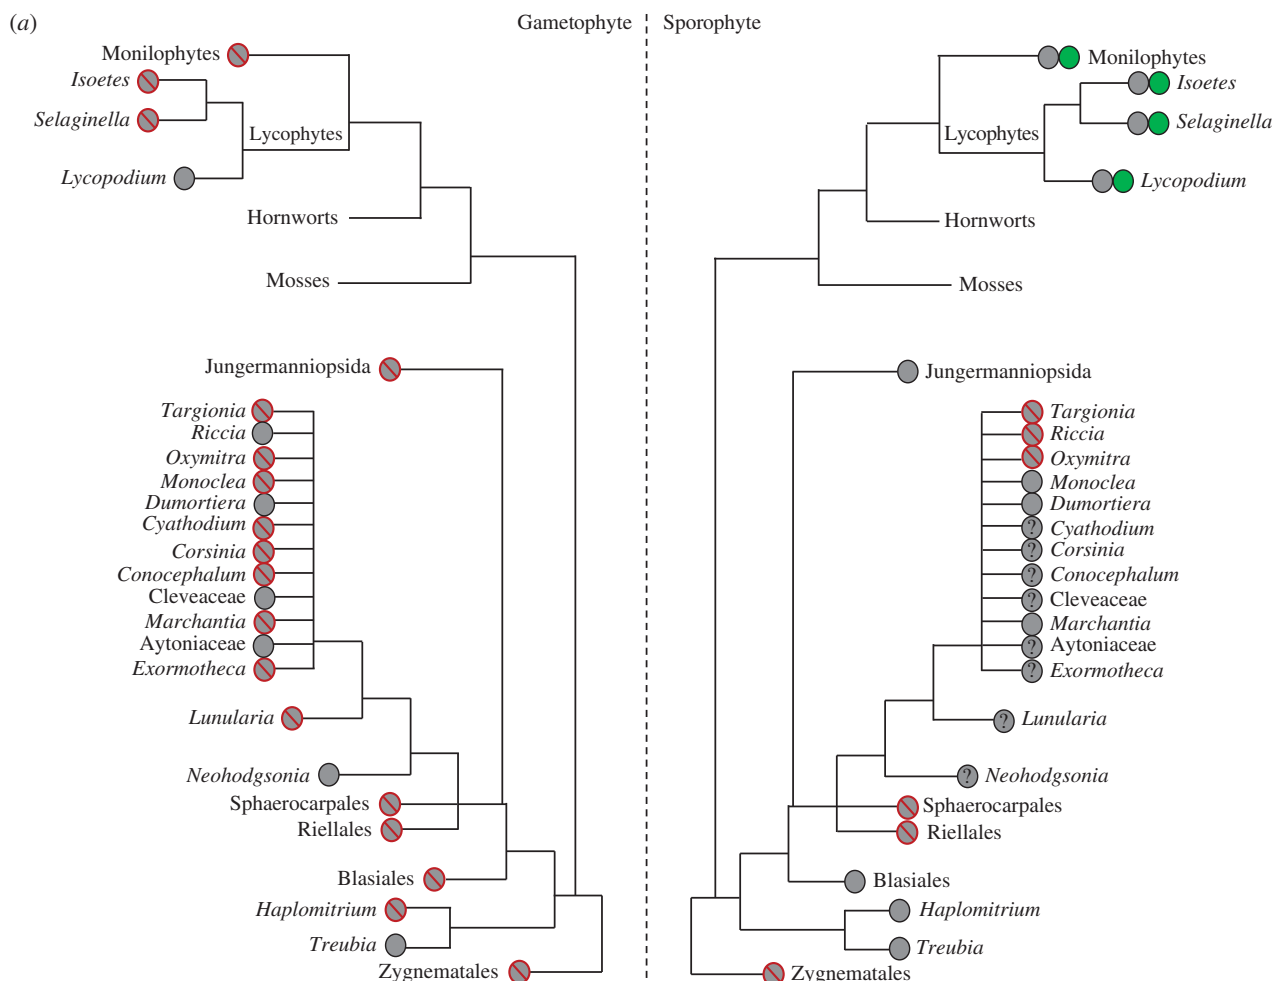 (a)
Gametophyte
Sporophyte
Monilophytes
Isoetes
Selaginella
Lycophytes
Lycopodium
Hornworts
Mosses
Jungermanniopsida
Targionia
Riccia
Oxymitra
Monoclea
Dumortiera
Cyathodium
Corsinia
Conocephalum
Cleveaceae
Marchantia
Aytoniaceae
Exormotheca
Lunularia
Neohodgsonia
Sphaerocarpales
Riellales
Blasiales
Haplomitrium
Treubia
Zygnematales
Monilophytes
Isoetes
Selaginella
Lycophytes
Lycopodium
Hornworts
Mosses
Jungermanniopsida
Targionia
Riccia
Oxymitra
Monoclea
Dumortiera
? Cyathodium
? Corsinia
? Conocephalum
? Cleveaceae
Marchantia
? Aytoniaceae
? Exormotheca
? Lunularia
? Neohodgsonia
Sphaerocarpales
Riellales
Blasiales
Haplomitrium
Treubia
Zygnematales